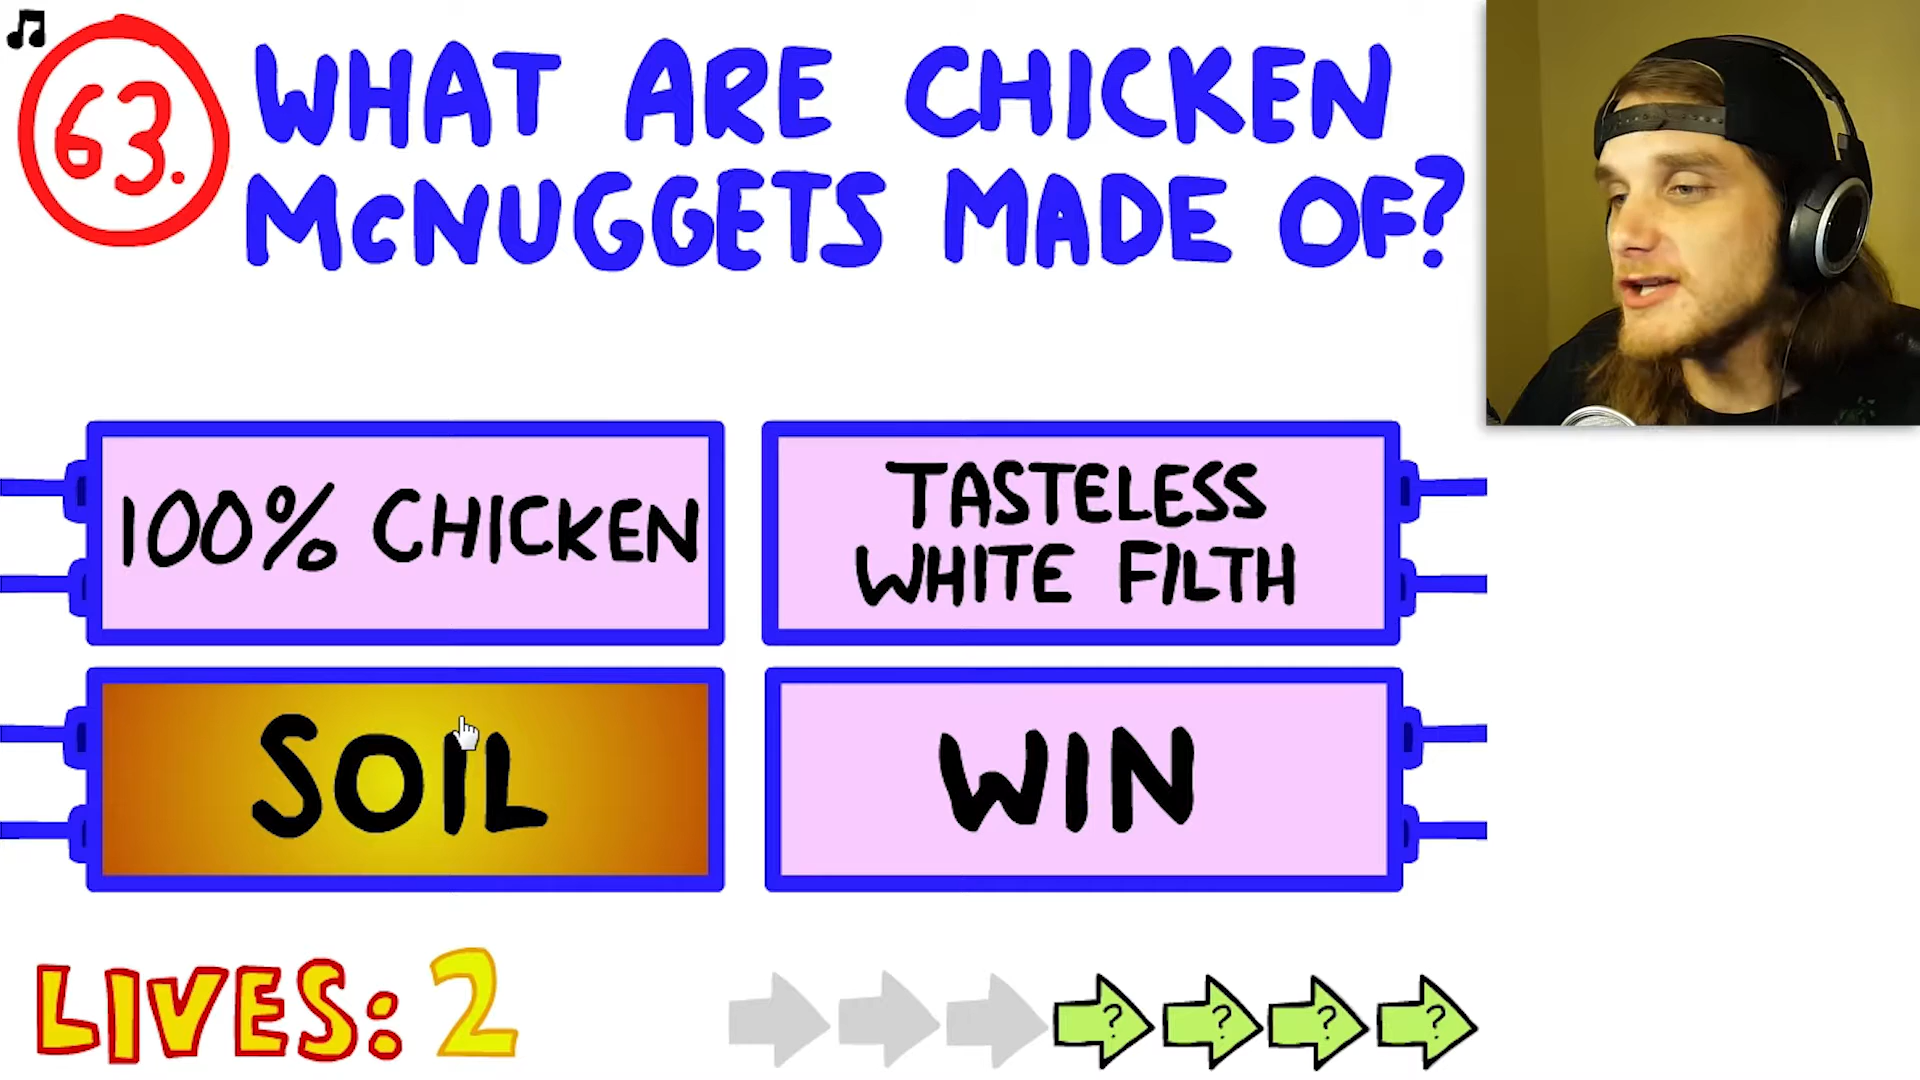 63.
WHAT ARE CHICKEN
McNUGGETS MADE OF?
100% CHICKEN
TASTELESS
WHITE FILTH
SOIL
WIN
LIVES: 2
? ? ? ?